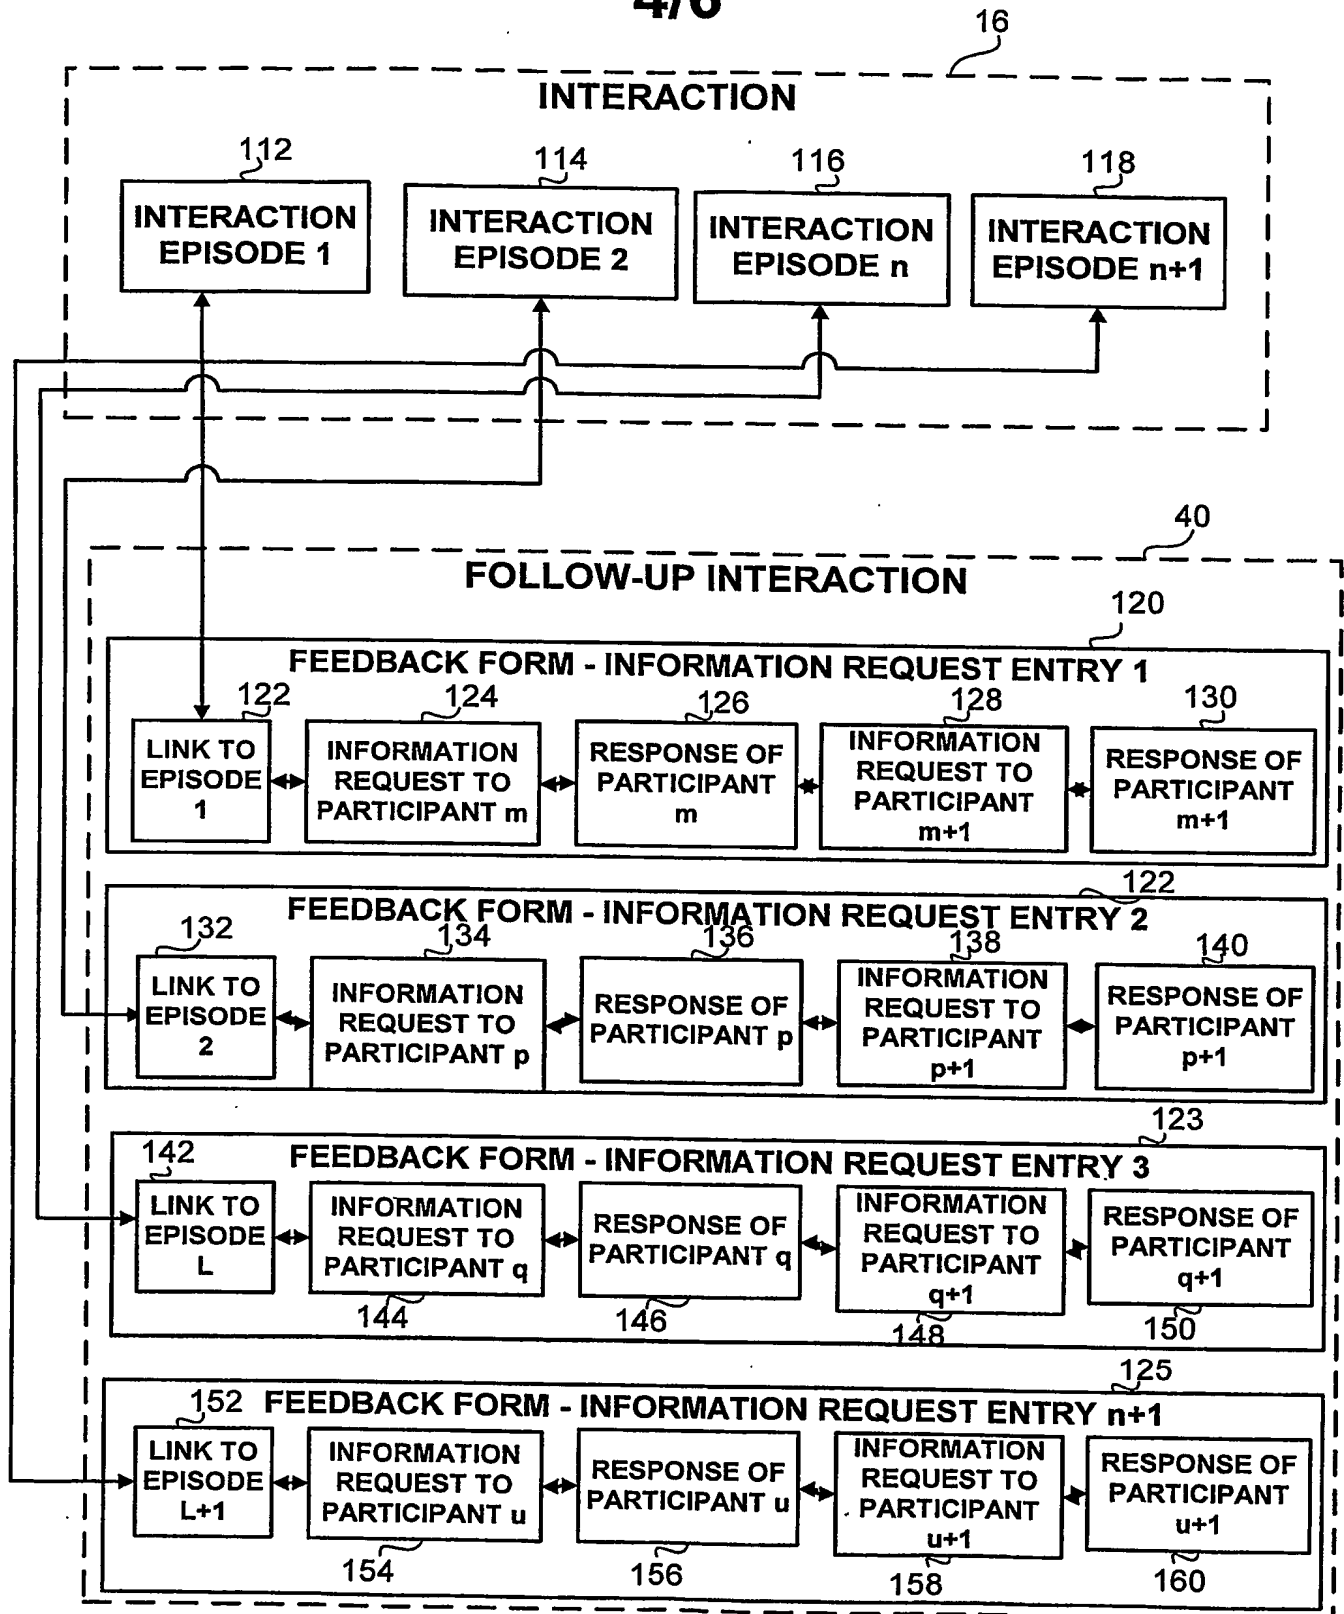 4/6
16
INTERACTION
112
114
116
118
INTERACTION
EPISODE 1
INTERACTION
EPISODE 2
INTERACTION
EPISODE n
INTERACTION
EPISODE n+1
40
FOLLOW-UP INTERACTION
120
FEEDBACK FORM - INFORMATION REQUEST ENTRY 1
122
124
126
128
130
LINK TO
EPISODE
1
INFORMATION
REQUEST TO
PARTICIPANT m
RESPONSE OF
PARTICIPANT
m
INFORMATION
REQUEST TO
PARTICIPANT
m+1
RESPONSE OF
PARTICIPANT
m+1
122
FEEDBACK FORM - INFORMATION REQUEST ENTRY 2
132
134
136
138
140
LINK TO
EPISODE
2
INFORMATION
REQUEST TO
PARTICIPANT p
RESPONSE OF
PARTICIPANT p
INFORMATION
REQUEST TO
PARTICIPANT
p+1
RESPONSE OF
PARTICIPANT
p+1
123
142
FEEDBACK FORM - INFORMATION REQUEST ENTRY 3
LINK TO
EPISODE
L
INFORMATION
REQUEST TO
PARTICIPANT q
RESPONSE OF
PARTICIPANT q
INFORMATION
REQUEST TO
PARTICIPANT
q+1
RESPONSE OF
PARTICIPANT
q+1
144
146
148
150
125
152
FEEDBACK FORM - INFORMATION REQUEST ENTRY n+1
LINK TO
EPISODE
L+1
INFORMATION
REQUEST TO
PARTICIPANT u
RESPONSE OF
PARTICIPANT u
INFORMATION
REQUEST TO
PARTICIPANT
u+1
RESPONSE OF
PARTICIPANT
u+1
154
156
158
160